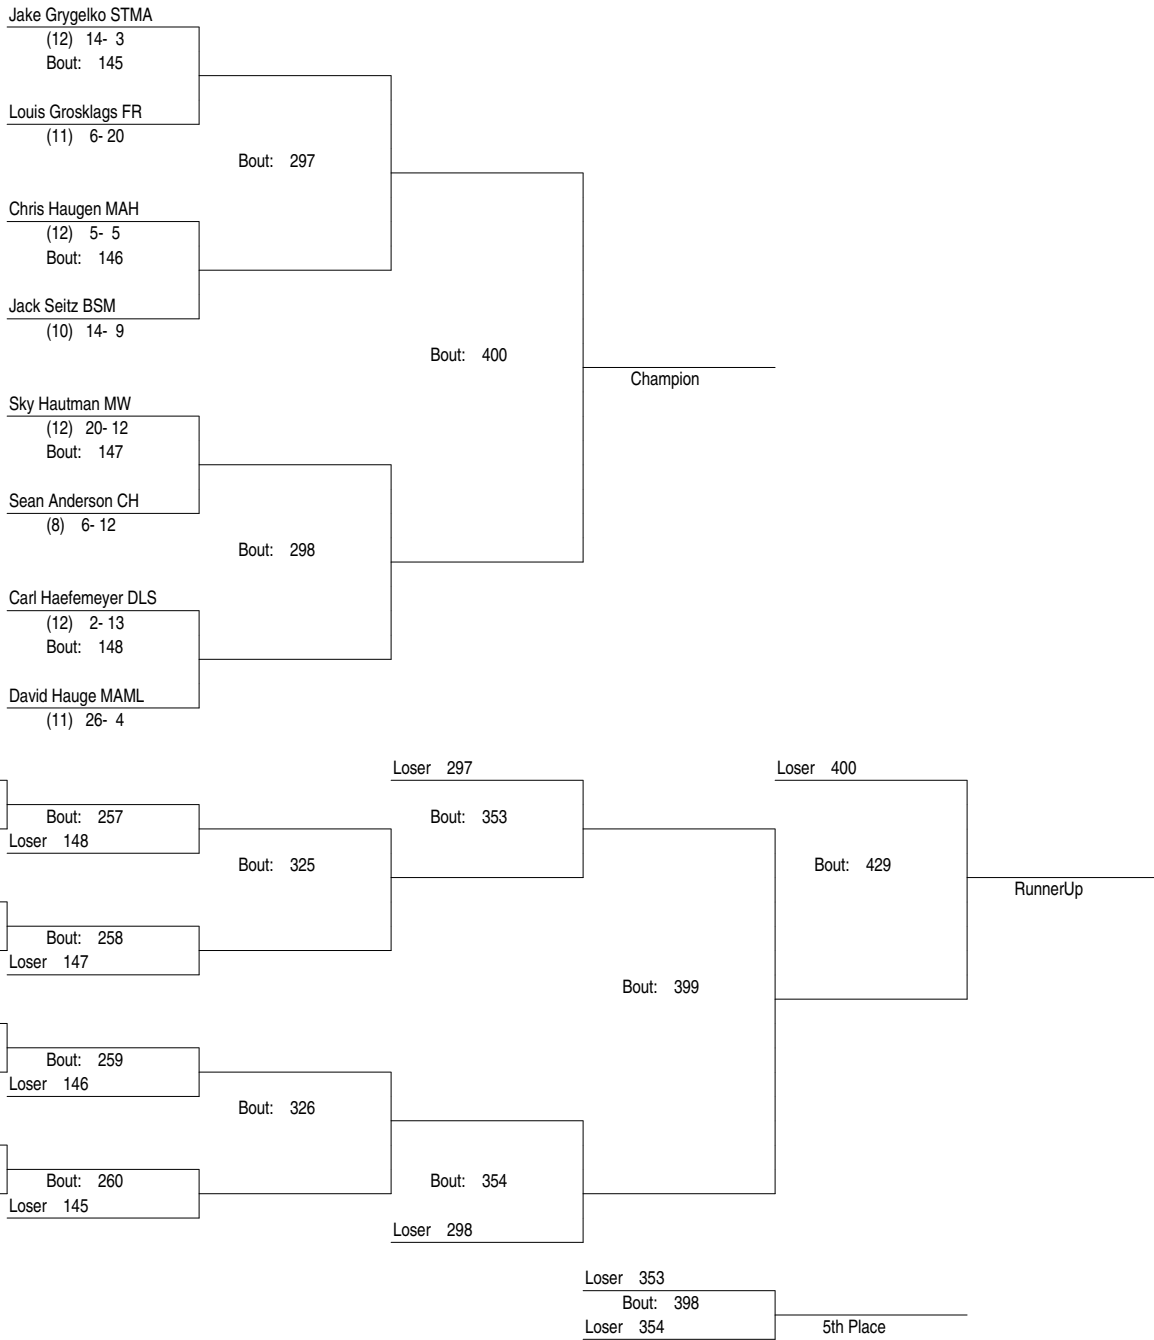 Jake Grygelko STMA
(12) 14- 3
Bout: 145
Louis Grosklags FR
(11) 6- 20
Bout: 297
Chris Haugen MAH
(12) 5- 5
Bout: 146
Jack Seitz BSM
(10) 14- 9
Bout: 400
Champion
Sky Hautman MW
(12) 20- 12
Bout: 147
Sean Anderson CH
(8) 6- 12
Bout: 298
Carl Haefemeyer DLS
(12) 2- 13
Bout: 148
David Hauge MAML
(11) 26- 4
Loser 297
Loser 400
Bout: 257
Bout: 353
Loser 148
Bout: 325
Bout: 429
RunnerUp
Bout: 258
Loser 147
Bout: 399
Bout: 259
Loser 146
Bout: 326
Bout: 260
Bout: 354
Loser 145
Loser 298
Loser 353
Bout: 398
Loser 354
5th Place